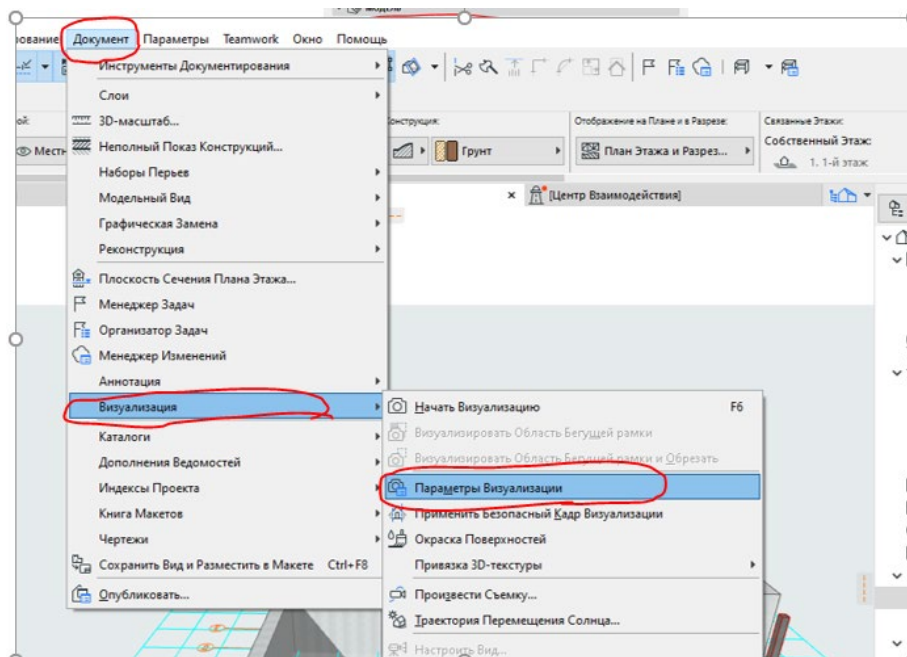 Документ Параметры Teamwork Окно Помощь
Инструменты Документирования
Слои
3D-масштаб...
Неполный Показ Конструкций...
Наборы Перьев
Модельный Вид
Графическая Замена
Реконструкция
Плоскость Сечения Плана Этажа...
Менеджер Задач
Организатор Задач
Менеджер Изменений
Аннотация
Визуализация
Каталоги
Дополнения Ведомостей
Индексы Проекта
Книга Макетов
Чертежи
Сохранить Вид и Разместить в Макете Ctrl+F8
Опубликовать...
Начать Визуализацию F6
Визуализировать Область Бегущей рамки
Визуализировать Область Бегущей рамки и Обрезать
Параметры Визуализации
Применить Безопасный Кадр Визуализации
Окраска Поверхностей
Привязка 3D-текстуры
Произвести Съемку...
Траектория Перемещения Солнца...
Настроить Вид...
Грунт
Отображение на Плане и в Разрезе:
План Этажа и Разрез...
Связанные Этажи:
Собственный Этаж:
1. 1-й этаж
[Центр Взаимодействия]